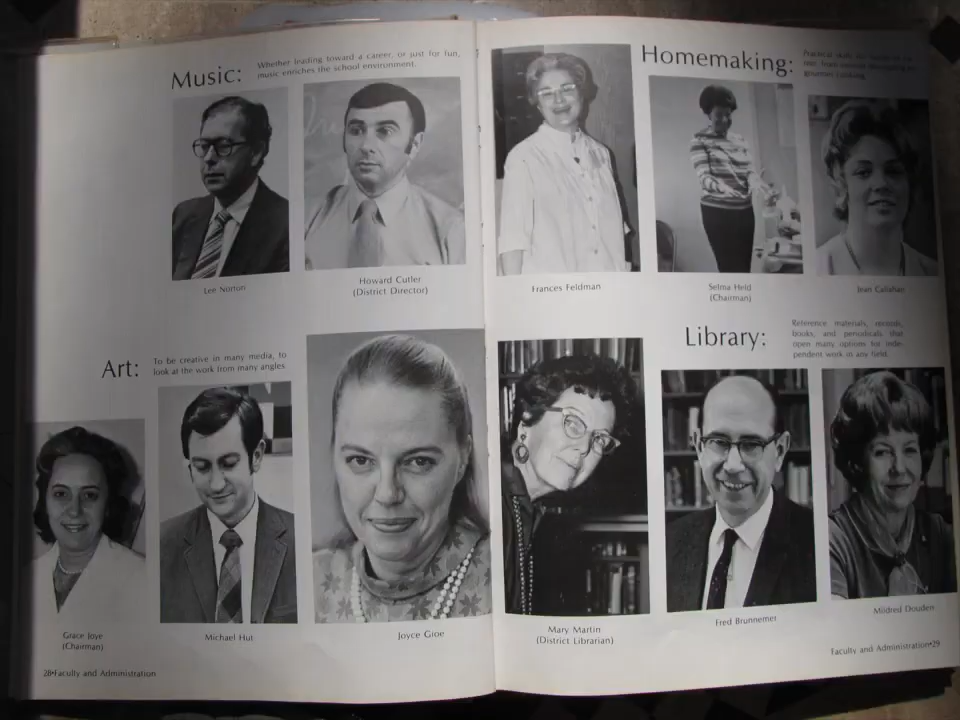 Music:
Whether leading toward a career, or just for fun,
music enriches the school environment.
Lee Norton
Howard Cutler
(District Director)
Art:
To be creative in many media, to
look at the work from many angles.
Grace Joye
(Chairman)
Michael Hut
Joyce Gioe
28•Faculty and Administration
Homemaking:
Practical
gourmet cooking.
Frances Feldman
Selma Held
(Chairman)
Jean Callahan
Library:
Reference materials, records,
books, and periodicals that
open many options for inde-
pendent work in any field.
Mary Martin
(District Librarian)
Fred Brunnemer
Mildred Douden
Faculty and Administration•29